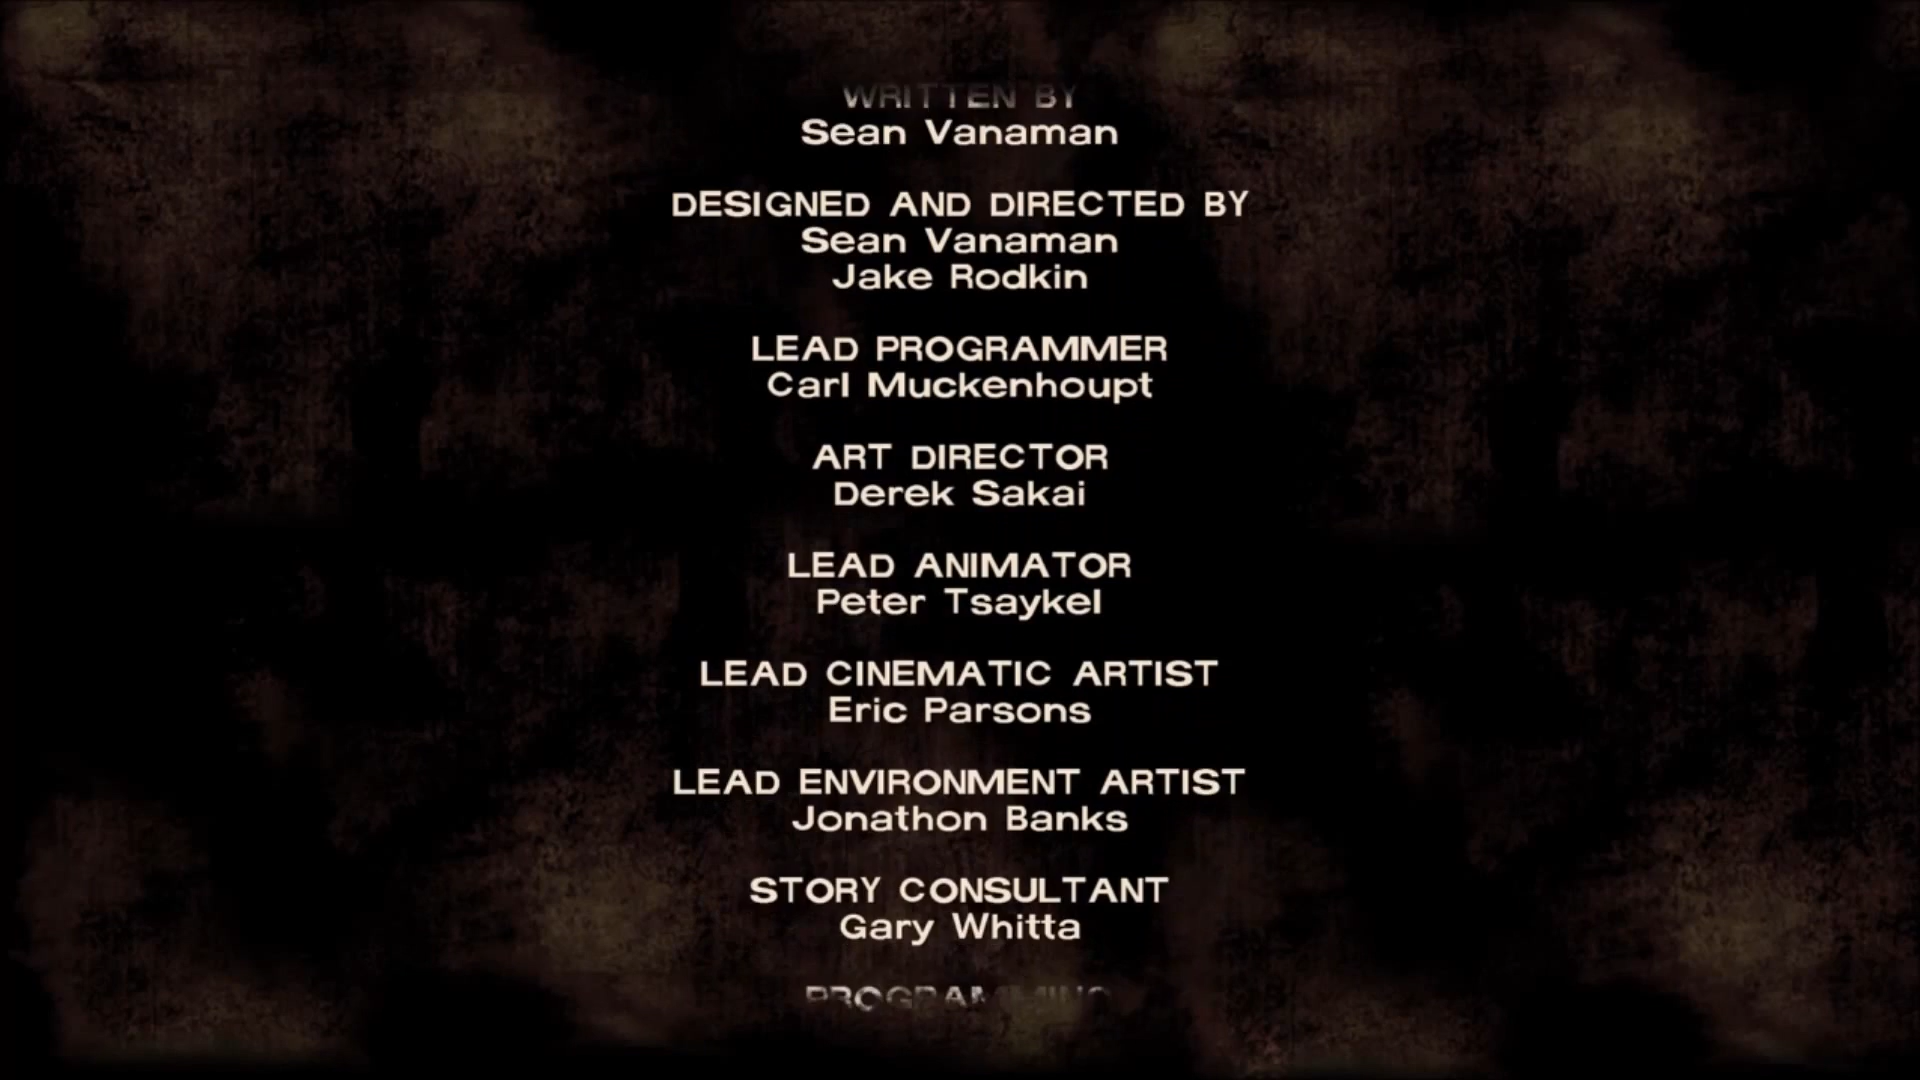 WRITTEN BY
Sean Vanaman
DESIGNED AND DIRECTED BY
Sean Vanaman
Jake Rodkin
LEAD PROGRAMMER
Carl Muckenhoupt
ART DIRECTOR
Derek Sakai
LEAD ANIMATOR
Peter Tsaykel
LEAD CINEMATIC ARTIST
Eric Parsons
LEAD ENVIRONMENT ARTIST
Jonathon Banks
STORY CONSULTANT
Gary Whitta
PROGRAMMING